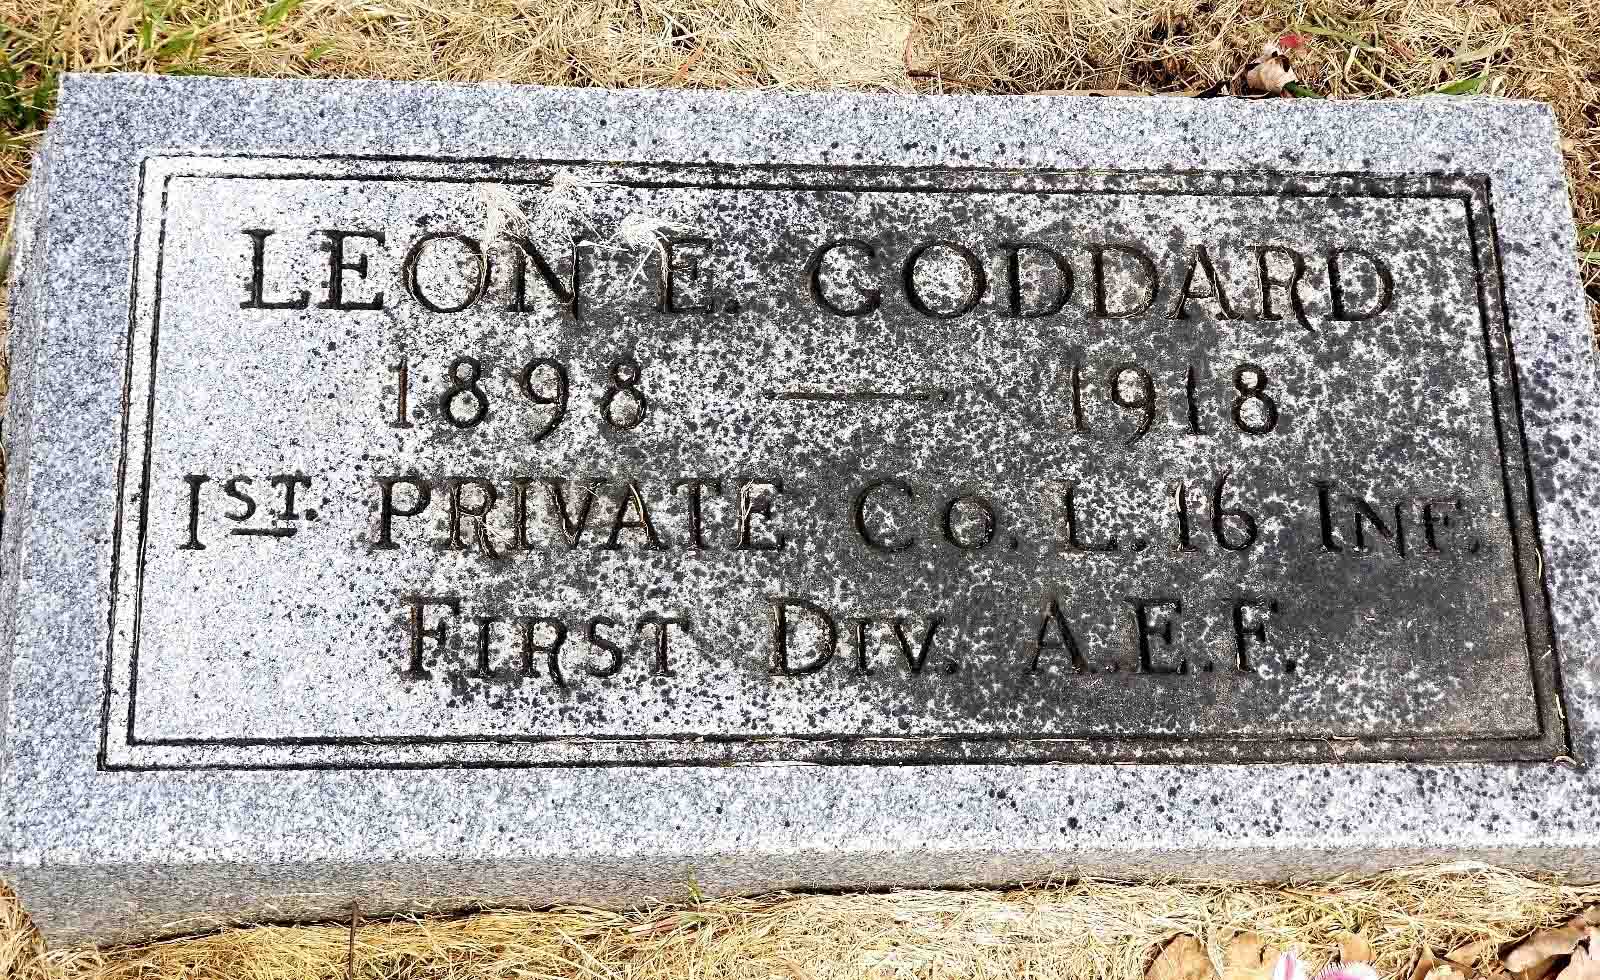 LEON E. GODDARD
1898 — 1918
1ST. PRIVATE CO. L. 16 INF.
FIRST DIV. A.E.F.